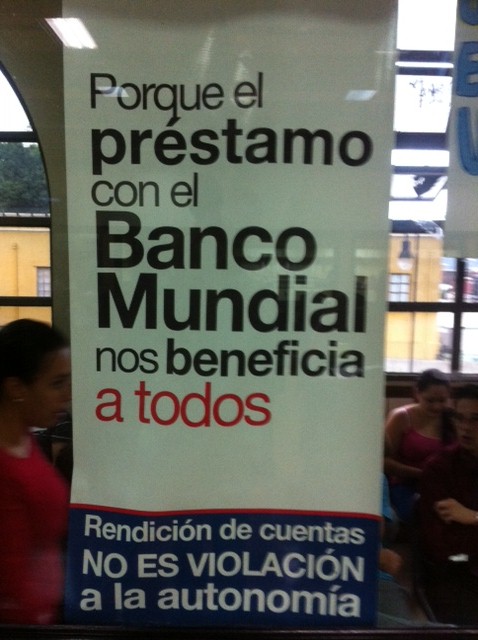 Porque el
préstamo
con el
Banco
Mundial
nos beneficia
a todos
Rendición de cuentas
NO ES VIOLACIÓN
a la autonomía